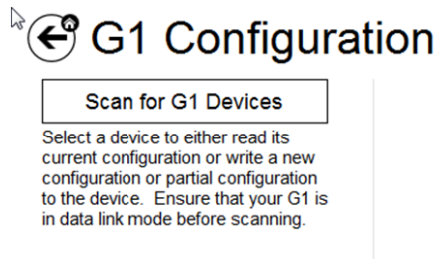 G1 Configuration
Scan for G1 Devices
Select a device to either read its
current configuration or write a new
configuration or partial configuration
to the device.  Ensure that your G1 is
in data link mode before scanning.